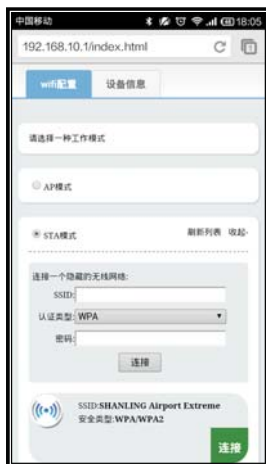 中国移动 18:05
192.168.10.1/index.html
wifi配置 设备信息
请选择一种工作模式
AP模式
STA模式 刷新列表 收起-
连接一个隐藏的无线网络:
SSID:
认证类型: WPA
密码:
连接
SSID:SHANLING Airport Extreme
安全类型:WPA/WPA2
连接